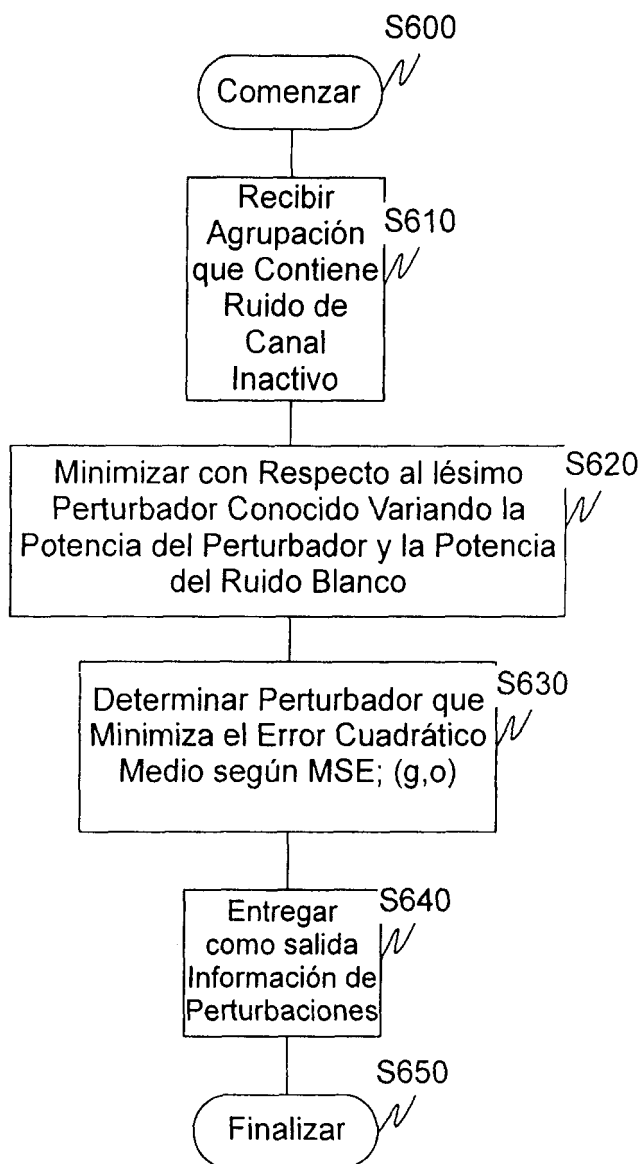 S600
Comenzar
Recibir
Agrupación
que Contiene
Ruido de
Canal
Inactivo
S610
Minimizar con Respecto al Iésimo
Perturbador Conocido Variando la
Potencia del Perturbador y la Potencia
del Ruido Blanco
S620
Determinar Perturbador que
Minimiza el Error Cuadrático
Medio según MSE; (g,o)
S630
Entregar
como salida
Información de
Perturbaciones
S640
S650
Finalizar